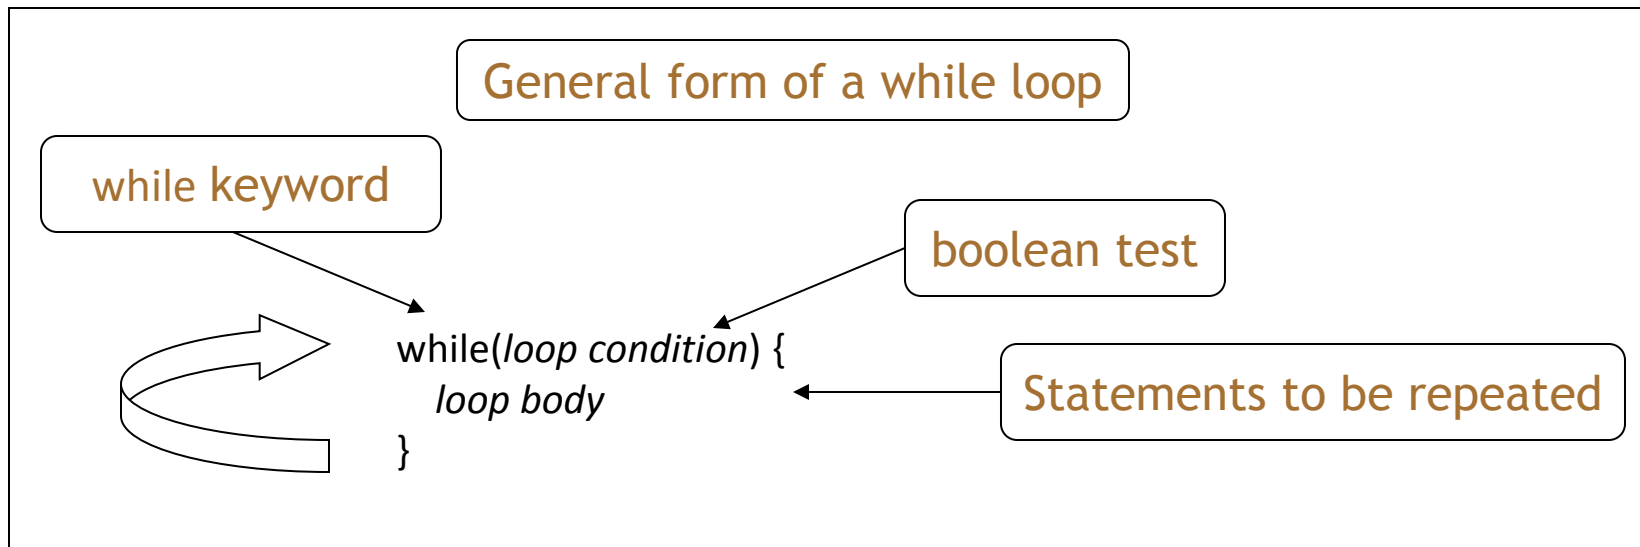 General form of a while loop
while keyword
boolean test
while(loop condition) {
loop body
}
Statements to be repeated